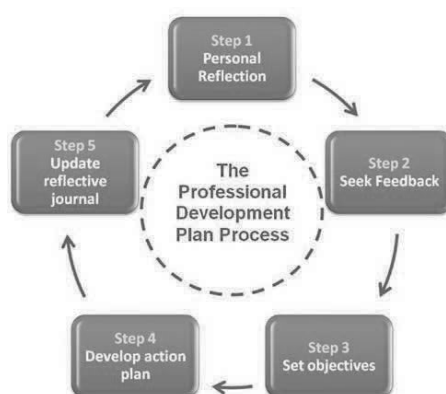 Step 1
Personal
Reflection
Step 2
Seek Feedback
Step 3
Set objectives
Step 4
Develop action
plan
Step 5
Update
reflective
journal
The
Professional
Development
Plan Process